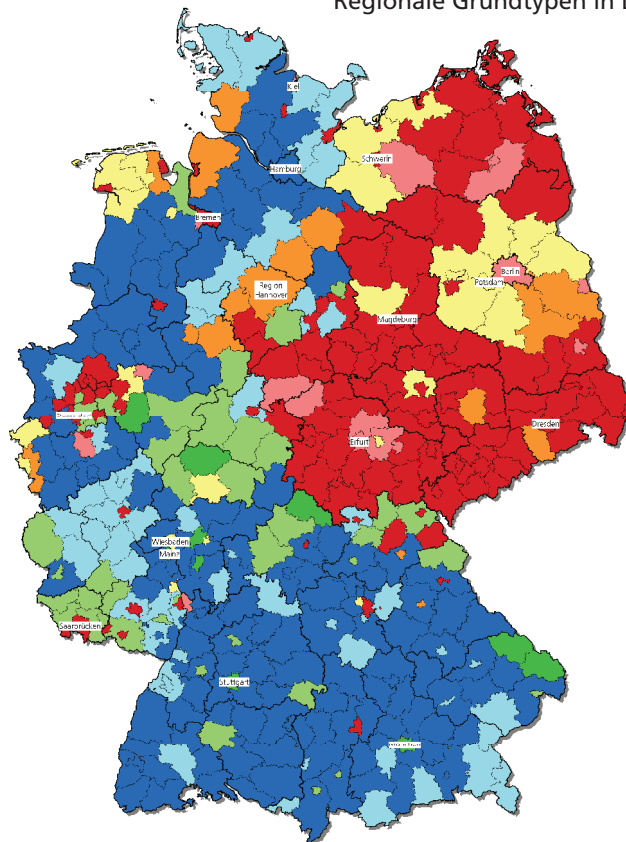 Regionale Grundtypen in
Kiel
Schwerin
Hamburg
Bremen
Berlin
Potsdam
Region
Hannover
Magdeburg
Dresden
Erfurt
Wiesbaden
Mainz
Saarbrücken
Stuttgart